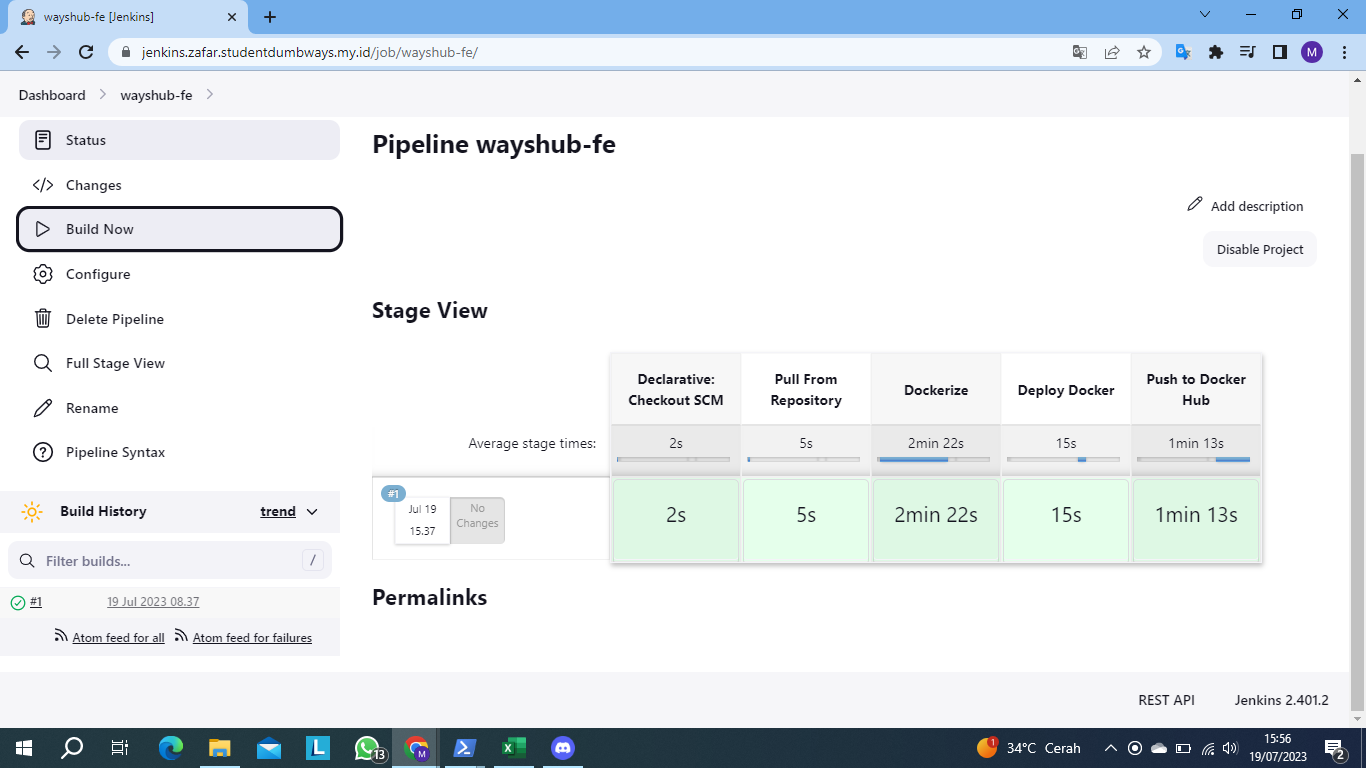 wayshub-fe [Jenkins]
jenkins.zafar.studentdumbways.my.id/job/wayshub-fe/
M
Dashboard
wayshub-fe
Status
Changes
Build Now
Configure
Delete Pipeline
Full Stage View
Rename
Pipeline Syntax
Build History
trend
Filter builds...
/
#1
19 Jul 2023 08.37
Atom feed for all
Atom feed for failures
Pipeline wayshub-fe
Add description
Disable Project
Stage View
Declarative:
Checkout SCM
Pull From
Repository
Dockerize
Deploy Docker
Push to Docker
Hub
Average stage times:
2s
5s
2min 22s
15s
1min 13s
#1
Jul 19
15.37
No
Changes
2s
5s
2min 22s
15s
1min 13s
Permalinks
REST API
Jenkins 2.401.2
L
13
M
1
34°C Cerah
15:56
19/07/2023
2